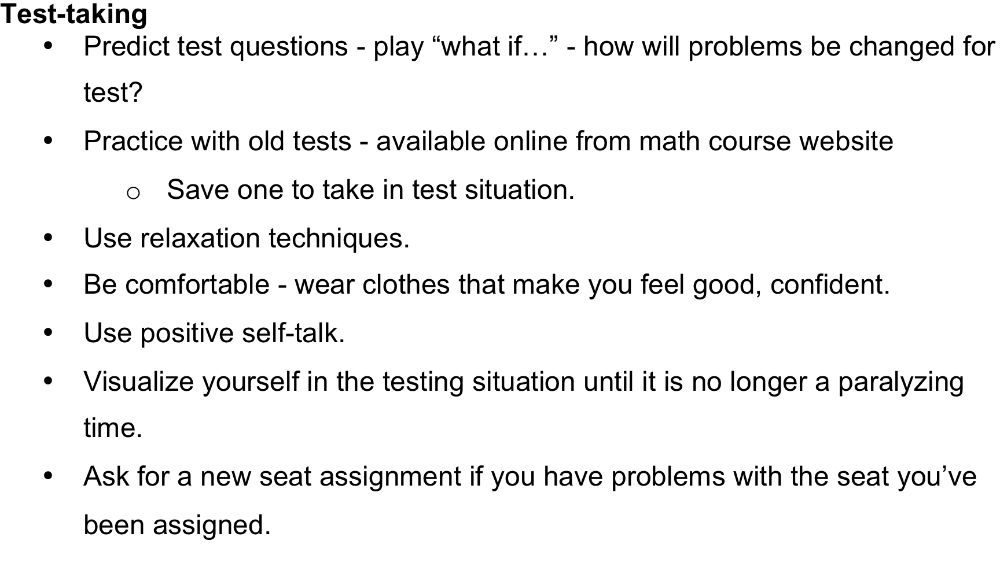 Test-taking
• Predict test questions - play “what if…” - how will problems be changed for
test?
• Practice with old tests - available online from math course website
o Save one to take in test situation.
• Use relaxation techniques.
• Be comfortable - wear clothes that make you feel good, confident.
• Use positive self-talk.
• Visualize yourself in the testing situation until it is no longer a paralyzing
time.
• Ask for a new seat assignment if you have problems with the seat you’ve
been assigned.